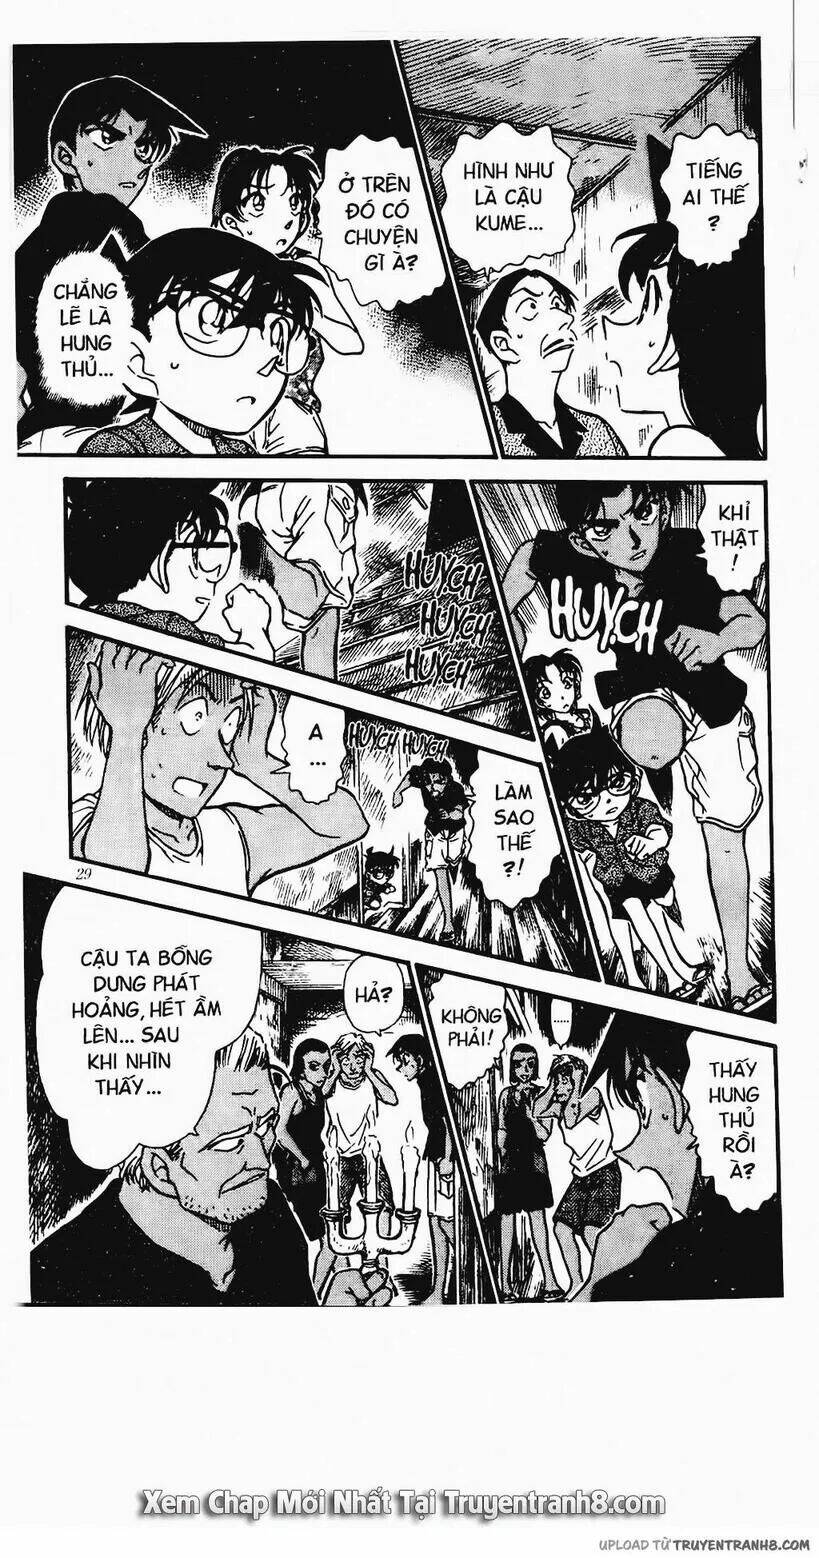 TIẾNG
AI THẾ
?
HÌNH NHƯ
LÀ CẬU
KUME...
Ở TRÊN
ĐÓ CÓ
CHUYỆN
GÌ À?
CHẲNG
LẼ LÀ
HUNG
THỦ...
KHỈ
THẬT
!
HUỴCH
HUỴCH
HUỴCH
HUỴCH
LÀM
SAO
THẾ
?!
HUỴCH HUỴCH
A
...
29
THẤY
HUNG
THỦ
RỒI
À?
......
KHÔNG
PHẢI!
HẢ?
CẬU TA BỖNG
DƯNG PHÁT
HOẢNG, HÉT ẦM
LÊN... SAU
KHI NHÌN
THẤY...
Xem Chap Mới Nhất Tại Truyentranh8.com
UPLOAD TỪ TRUYENTRANH8.COM